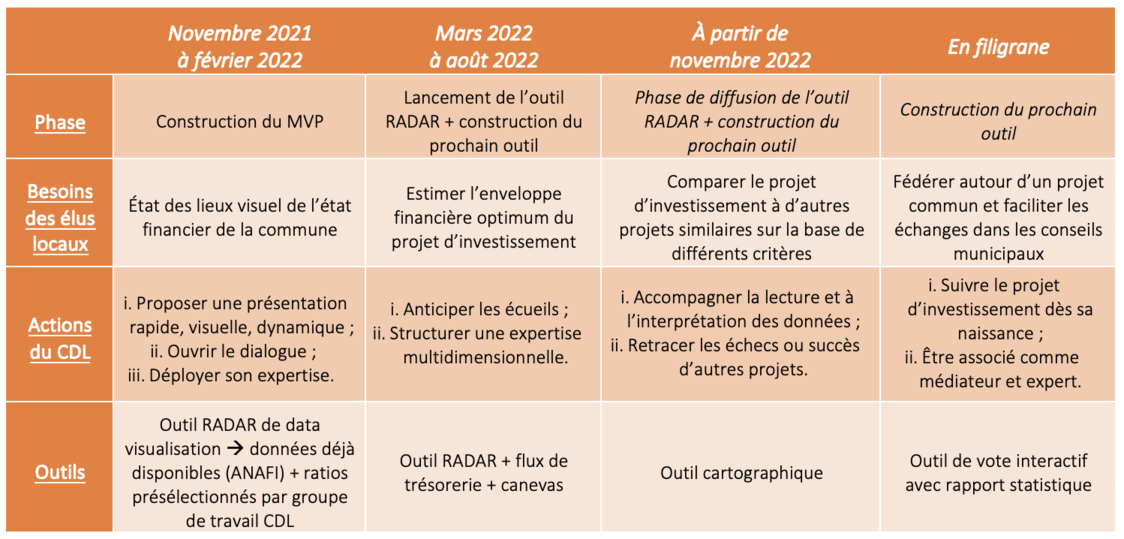 Novembre 2021
à février 2022
Mars 2022
à août 2022
À partir de
novembre 2022
En filigrane
Phase
Construction du MVP
Lancement de l’outil
RADAR + construction du
prochain outil
Phase de diffusion de l’outil
RADAR + construction du
prochain outil
Construction du prochain
outil
Besoins
des élus
locaux
État des lieux visuel de l’état
financier de la commune
Estimer l’enveloppe
financière optimum du
projet d’investissement
Comparer le projet
d’investissement à d’autres
projets similaires sur la base de
différents critères
Fédérer autour d’un projet
commun et faciliter les
échanges dans les conseils
municipaux
Actions
du CDL
i. Proposer une présentation
rapide, visuelle, dynamique ;
ii. Ouvrir le dialogue ;
iii. Déployer son expertise.
i. Anticiper les écueils ;
ii. Structurer une expertise
multidimensionnelle.
i. Accompagner la lecture et à
l’interprétation des données ;
ii. Retracer les échecs ou succès
d’autres projets.
i. Suivre le projet
d’investissement dès sa
naissance ;
ii. Être associé comme
médiateur et expert.
Outils
Outil RADAR de data
visualisation → données déjà
disponibles (ANAFI) + ratios
présélectionnés par groupe
de travail CDL
Outil RADAR + flux de
trésorerie + canevas
Outil cartographique
Outil de vote interactif
avec rapport statistique